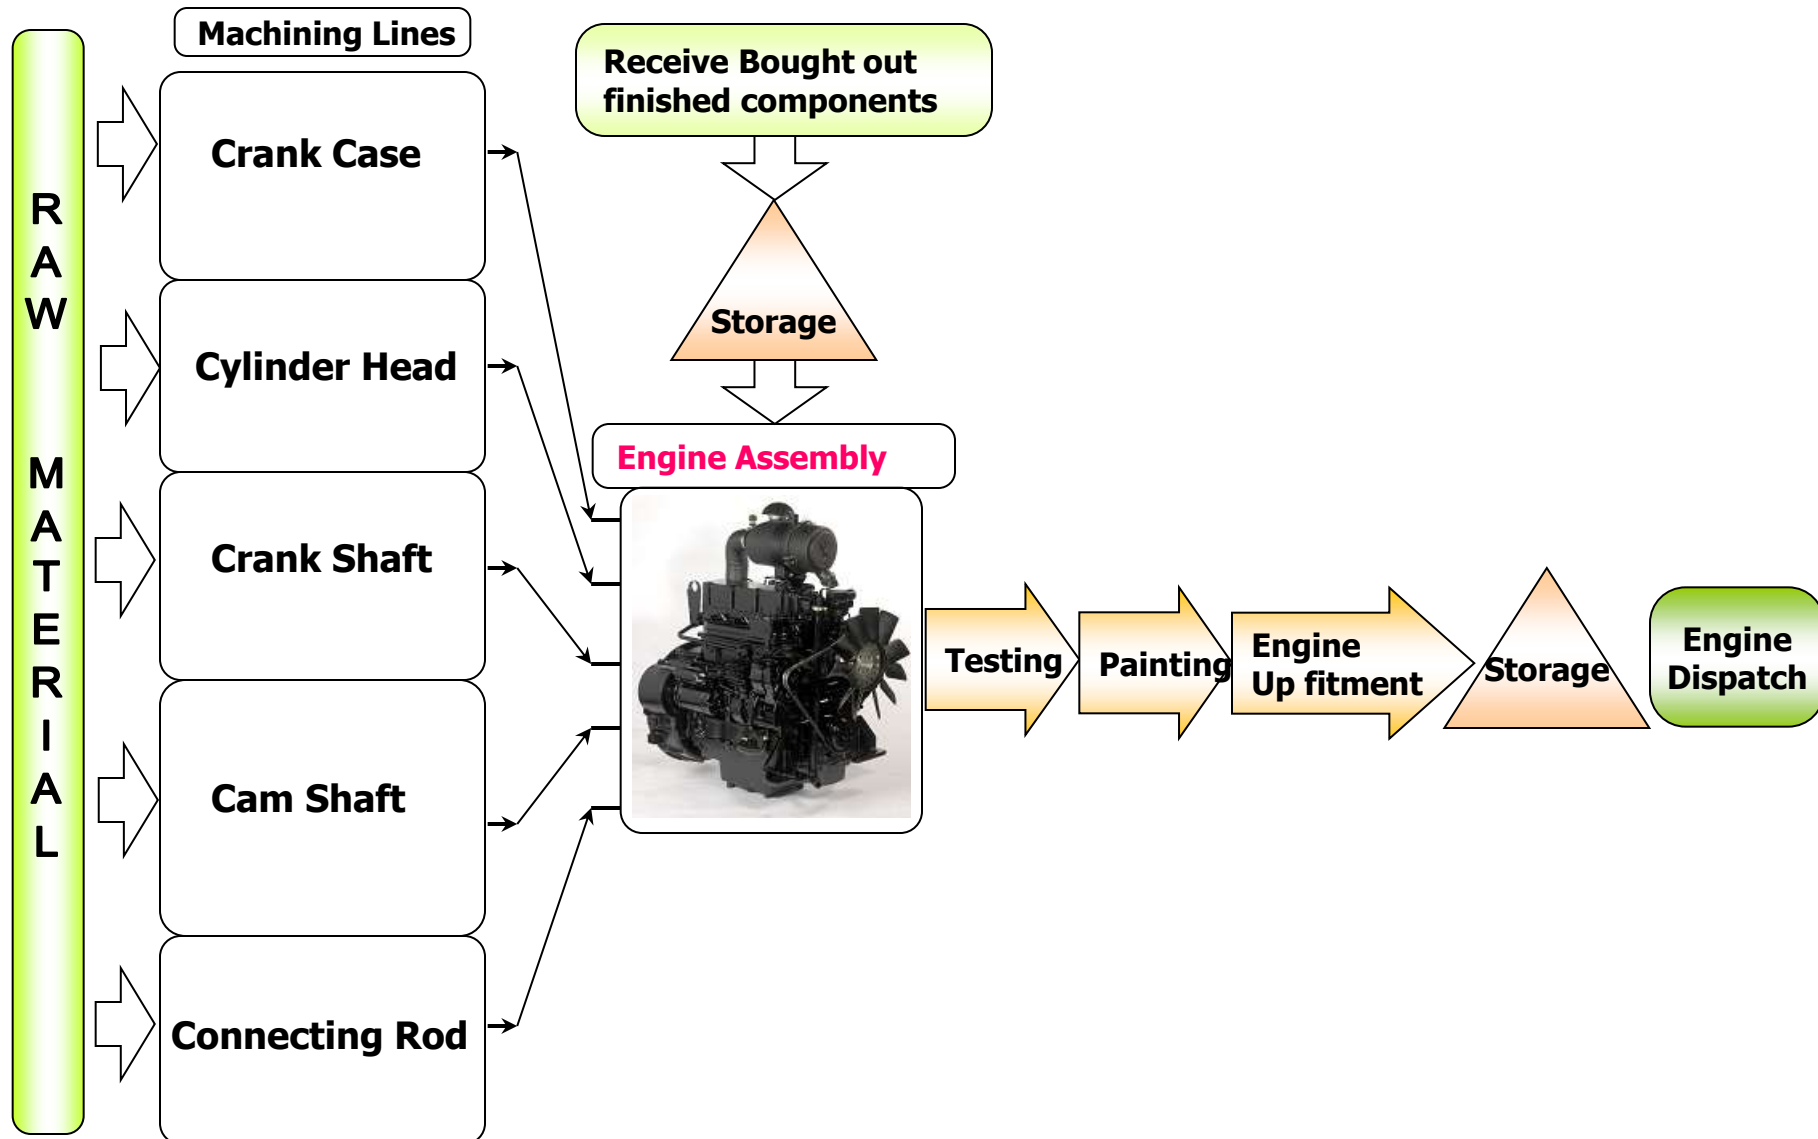 RAW MATERIAL
Machining Lines
Crank Case
Cylinder Head
Crank Shaft
Cam Shaft
Connecting Rod
Receive Bought out
finished components
Storage
Engine Assembly
Testing
Painting
Engine
Up fitment
Storage
Engine
Dispatch